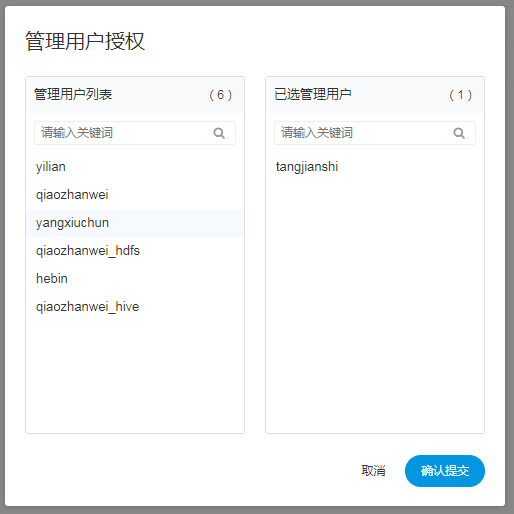 管理用户授权
管理用户列表 ( 6 )
请输入关键词
yilian
qiaozhanwei
yangxiuchun
qiaozhanwei_hdfs
hebin
qiaozhanwei_hive
已选管理用户 ( 1 )
请输入关键词
tangjianshi
取消 确认提交